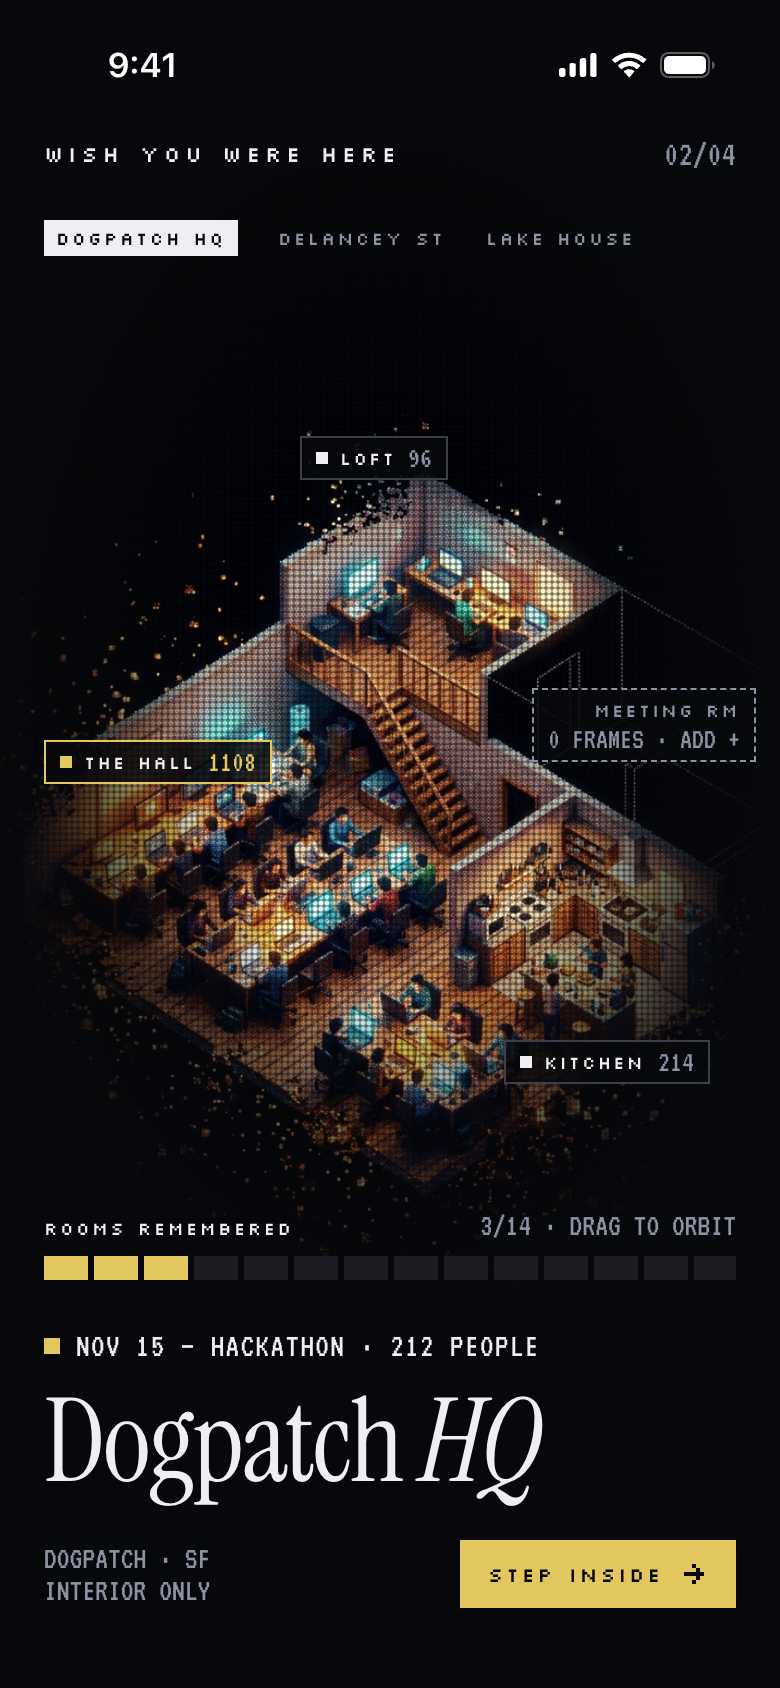 9:41
WISH YOU WERE HERE
02/04
DOGPATCH HQ
DELANCEY ST
LAKE HOUSE
LOFT 96
MEETING RM
0 FRAMES · ADD +
THE HALL 1108
KITCHEN 214
ROOMS REMEMBERED
3/14 · DRAG TO ORBIT
NOV 15 — HACKATHON · 212 PEOPLE
Dogpatch HQ
DOGPATCH · SF
INTERIOR ONLY
STEP INSIDE →